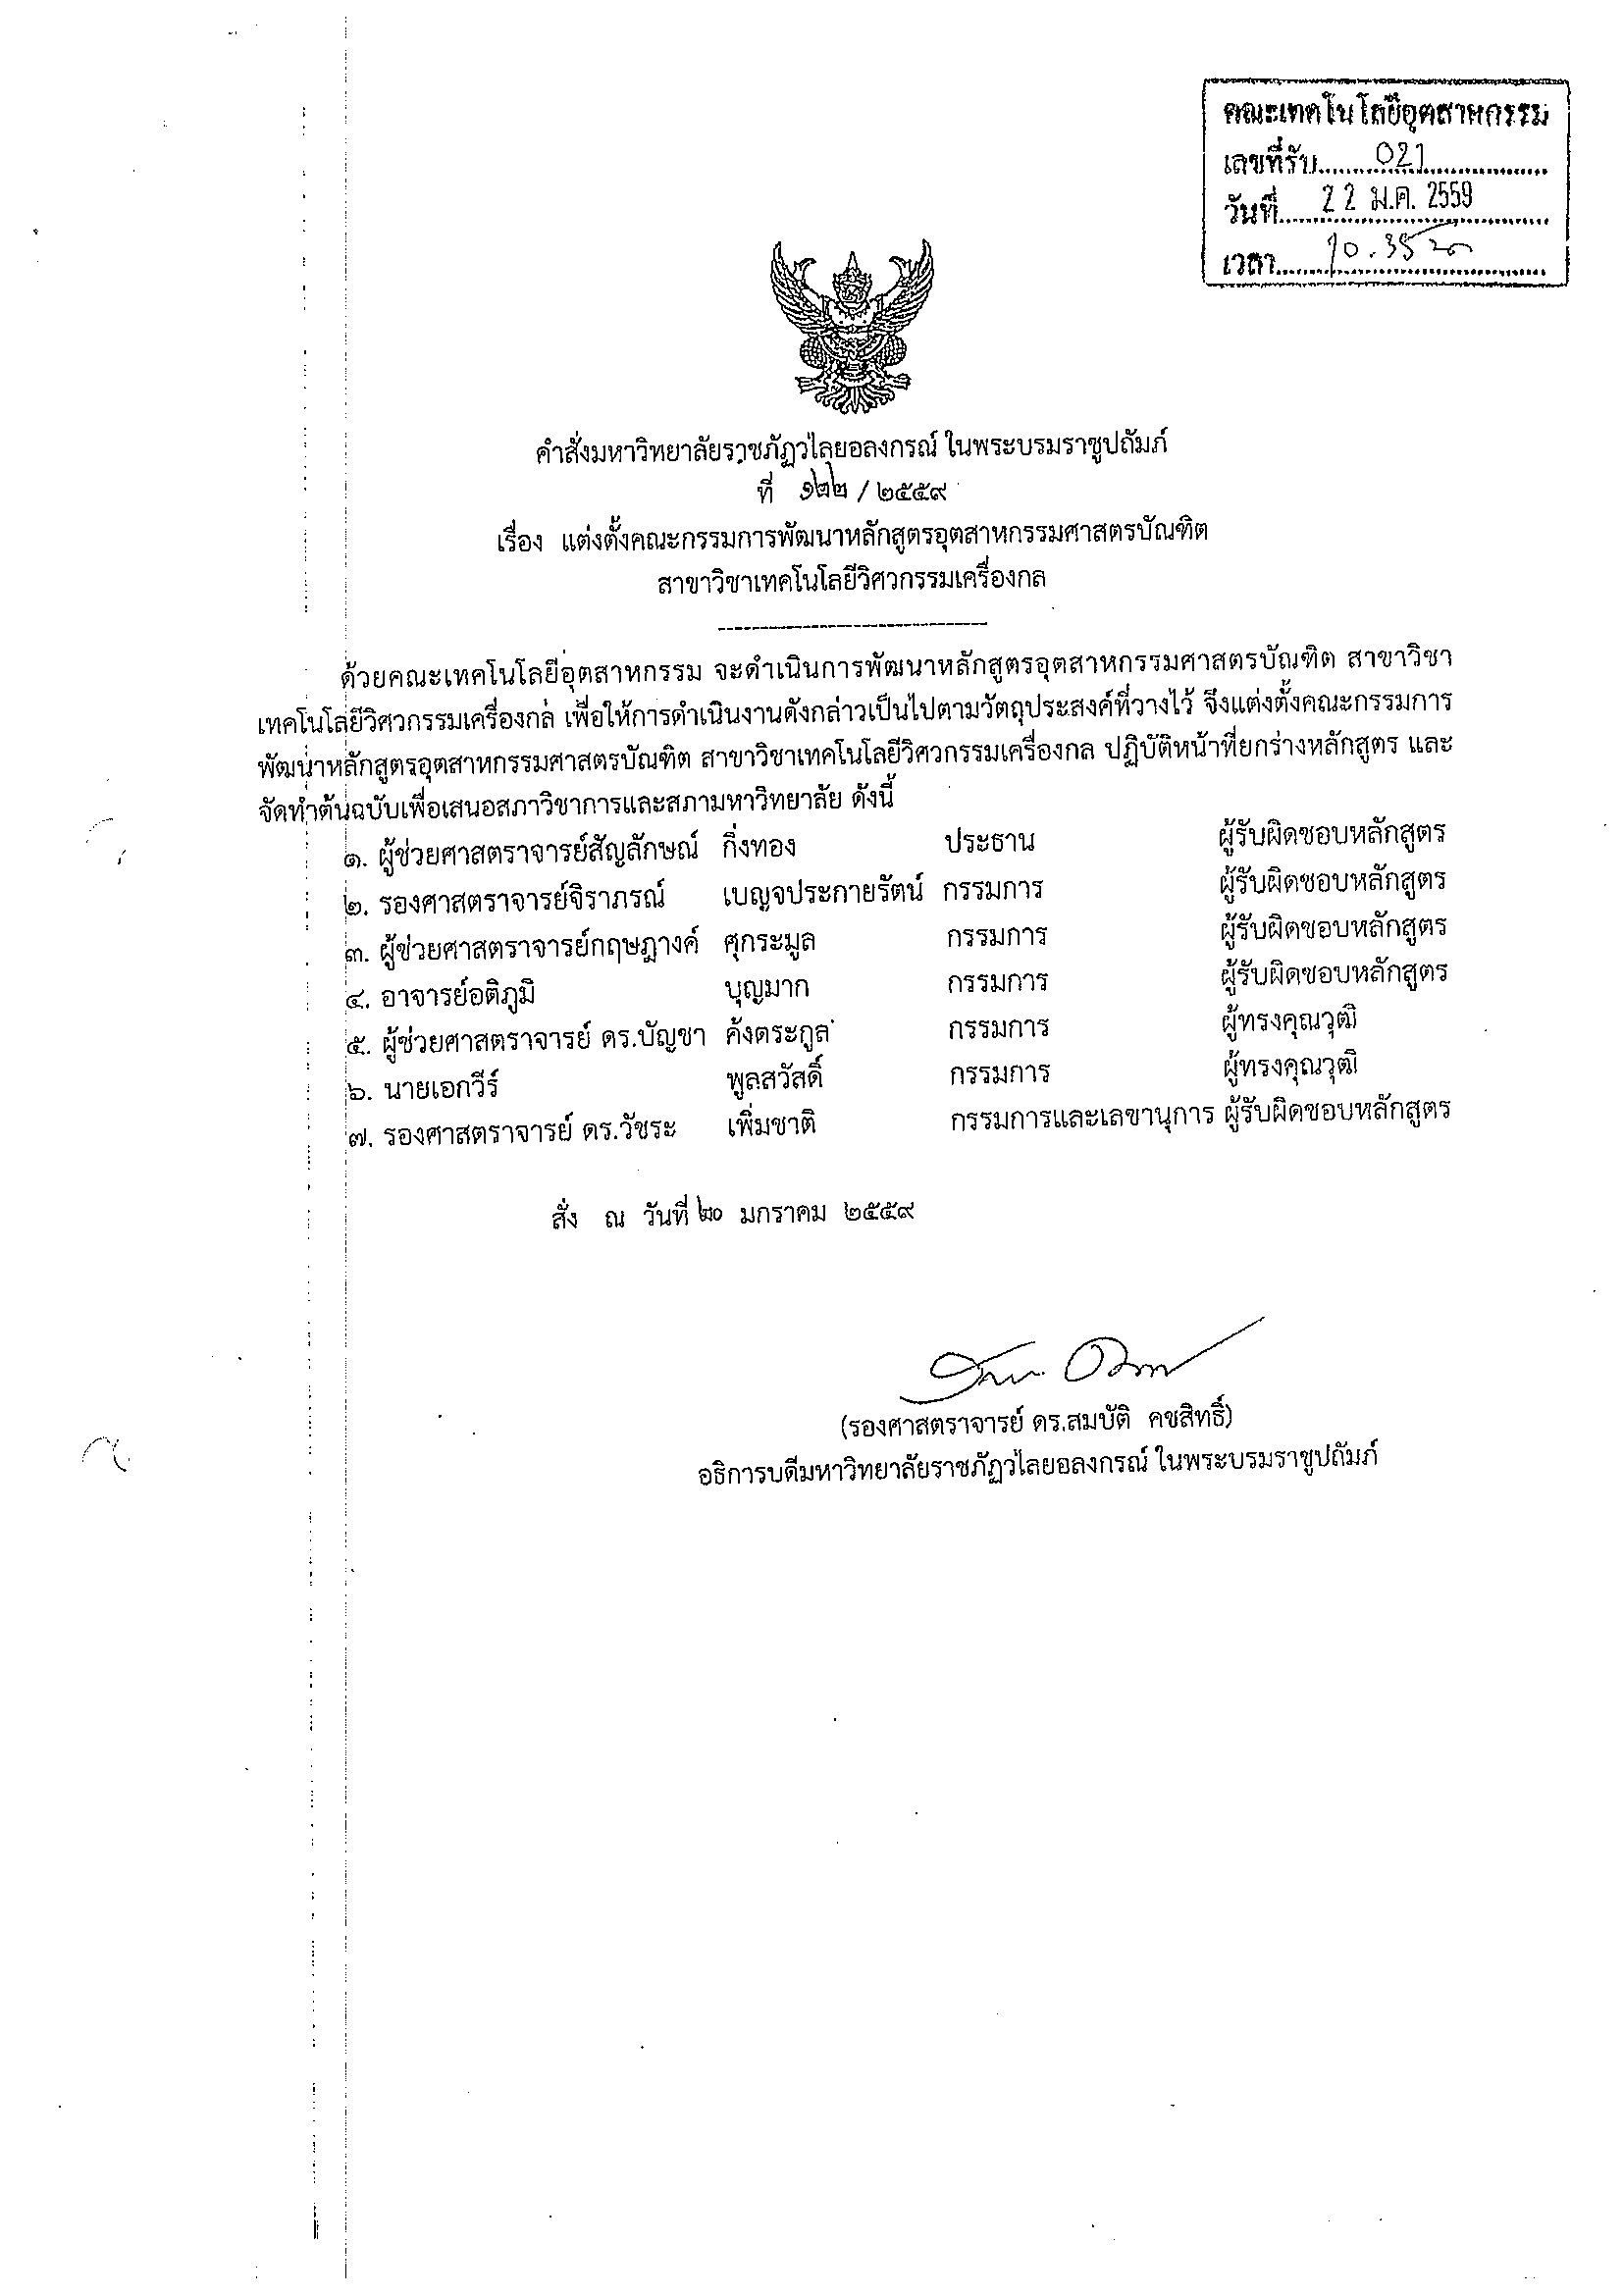 คณะเทคโนโลยีอุตสาหกรรม
เลขที่รับ 021
วันที่ 22 ม.ค. 2559
เวลา 10.35 น
คำสั่งมหาวิทยาลัยราชภัฏวไลยอลงกรณ์ ในพระบรมราชูปถัมภ์
ที่ ๑๒๒ / ๒๕๕๙
เรื่อง แต่งตั้งคณะกรรมการพัฒนาหลักสูตรอุตสาหกรรมศาสตรบัณฑิต
สาขาวิชาเทคโนโลยีวิศวกรรมเครื่องกล
ด้วยคณะเทคโนโลยีอุตสาหกรรม จะดำเนินการพัฒนาหลักสูตรอุตสาหกรรมศาสตรบัณฑิต สาขาวิชา
เทคโนโลยีวิศวกรรมเครื่องกล เพื่อให้การดำเนินงานดังกล่าวเป็นไปตามวัตถุประสงค์ที่วางไว้ จึงแต่งตั้งคณะกรรมการ
พัฒนาหลักสูตรอุตสาหกรรมศาสตรบัณฑิต สาขาวิชาเทคโนโลยีวิศวกรรมเครื่องกล ปฏิบัติหน้าที่ยกร่างหลักสูตร และ
จัดทำต้นฉบับเพื่อเสนอสภาวิชาการและสภามหาวิทยาลัย ดังนี้
๑. ผู้ช่วยศาสตราจารย์สัญลักษณ์ กิ่งทอง ประธาน ผู้รับผิดชอบหลักสูตร
๒. รองศาสตราจารย์จิราภรณ์ เบญจประกายรัตน์ กรรมการ ผู้รับผิดชอบหลักสูตร
๓. ผู้ช่วยศาสตราจารย์กฤษฎางค์ ศุกระมูล กรรมการ ผู้รับผิดชอบหลักสูตร
๔. อาจารย์อติภูมิ บุญมาก กรรมการ ผู้รับผิดชอบหลักสูตร
๕. ผู้ช่วยศาสตราจารย์ ดร.บัญชา ค้งตระกูล กรรมการ ผู้ทรงคุณวุฒิ
๖. นายเอกวีร์ พูลสวัสดิ์ กรรมการ ผู้ทรงคุณวุฒิ
๗. รองศาสตราจารย์ ดร.วัชระ เพิ่มชาติ กรรมการและเลขานุการ ผู้รับผิดชอบหลักสูตร
สั่ง ณ วันที่ ๒๐ มกราคม ๒๕๕๙
(รองศาสตราจารย์ ดร.สมบัติ คชสิทธิ์)
อธิการบดีมหาวิทยาลัยราชภัฏวไลยอลงกรณ์ ในพระบรมราชูปถัมภ์